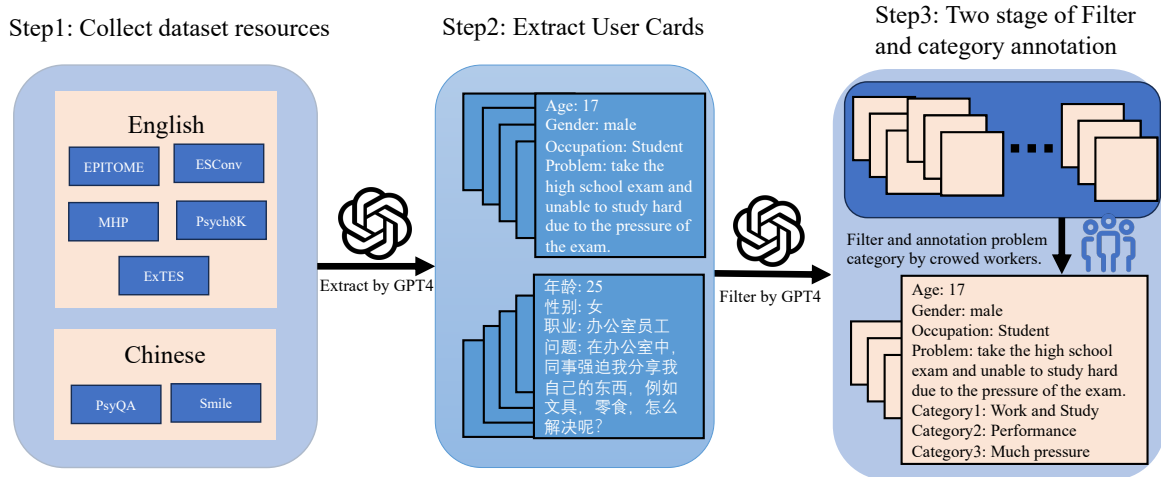 Step1: Collect dataset resources
English
EPITOME
ESConv
MHP
Psych8K
ExTES
Chinese
PsyQA
Smile
Extract by GPT4
Step2: Extract User Cards
Age: 17
Gender: male
Occupation: Student
Problem: take the
high school exam and
unable to study hard
due to the pressure of
the exam.
年龄: 25
性别: 女
职业: 办公室员工
问题: 在办公室中，
同事强迫我分享我
自己的东西，例如
文具，零食，怎么
解决呢?
Filter by GPT4
Step3: Two stage of Filter
and category annotation
Filter and annotation problem
category by crowed workers.
Age: 17
Gender: male
Occupation: Student
Problem: take the high school
exam and unable to study hard
due to the pressure of the exam.
Category1: Work and Study
Category2: Performance
Category3: Much pressure